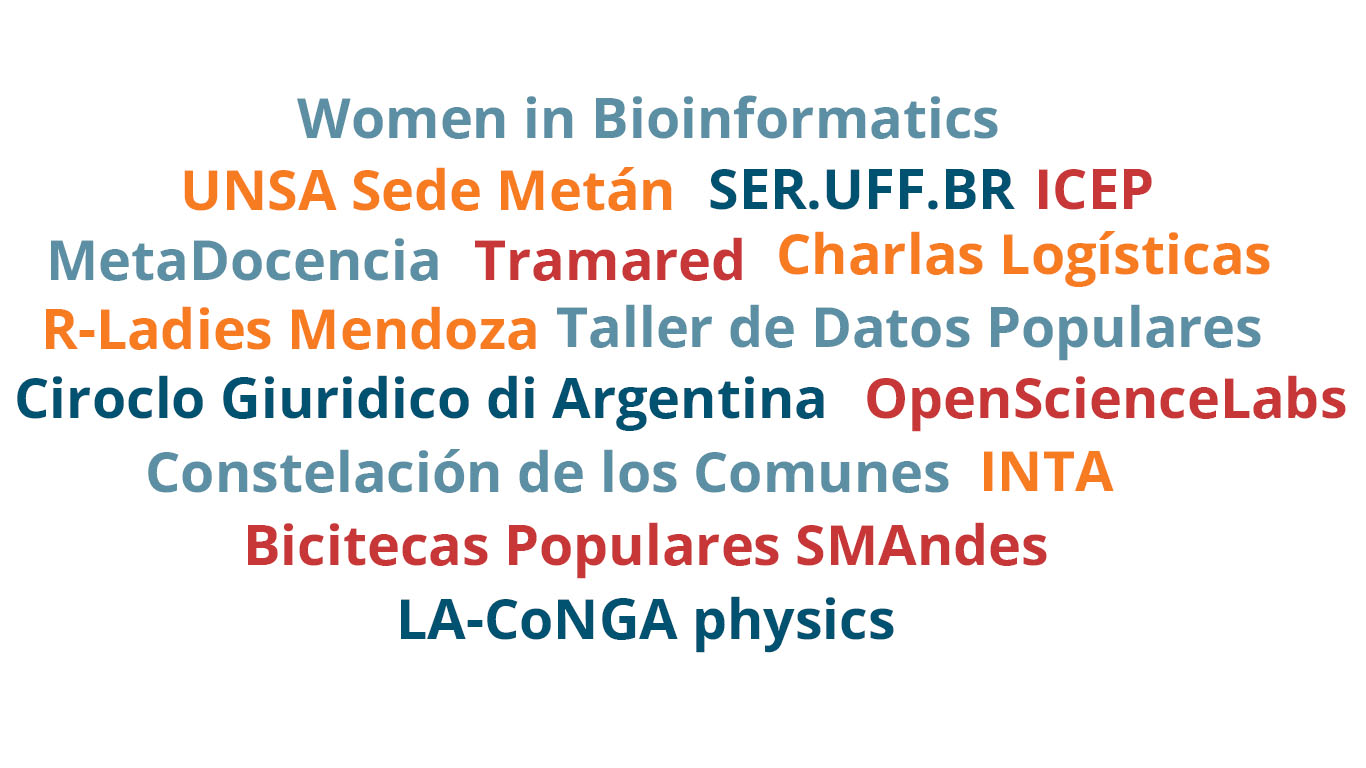 Women in Bioinformatics
UNSA Sede Metán SER.UFF.BR ICEP
MetaDocencia Tramared Charlas Logísticas
R-Ladies Mendoza Taller de Datos Populares
Ciroclo Giuridico di Argentina OpenScienceLabs
Constelación de los Comunes INTA
Bicitecas Populares SMAndes
LA-CoNGA physics